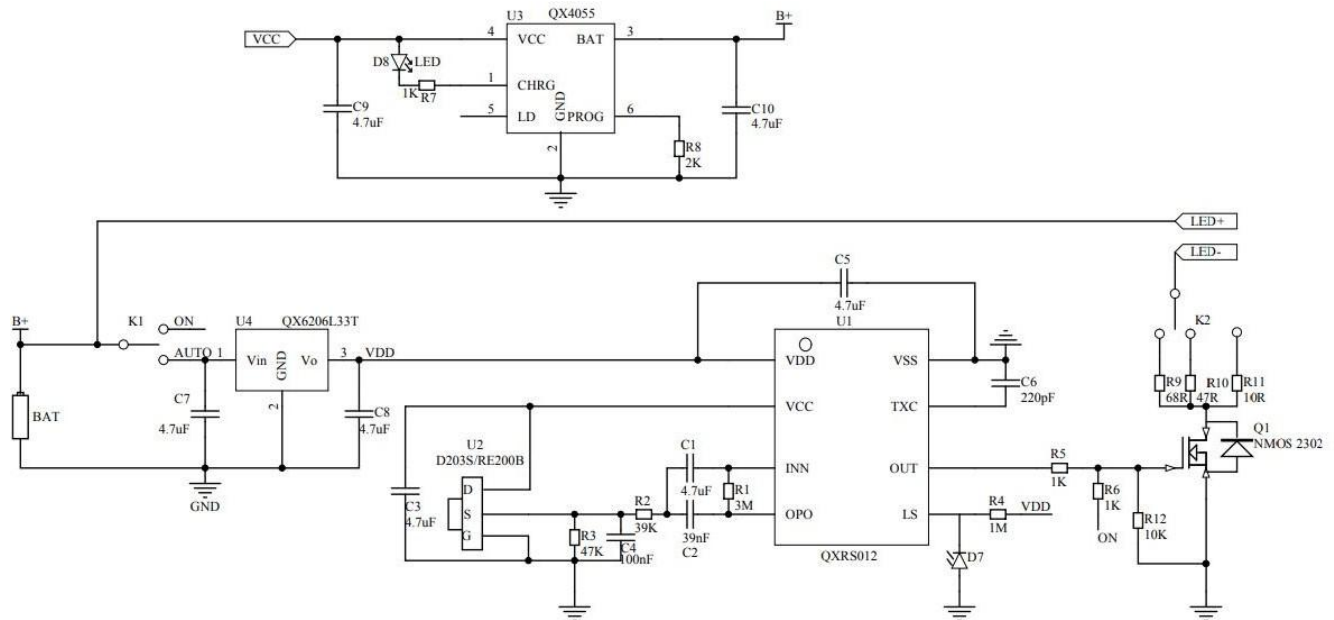 U3 QX4055
VCC
4 VCC BAT 3
B+
D8 LED
1K R7
1 CHRG
5 LD
GND
PROG 6
2
C9
4.7uF
R8
2K
C10
4.7uF
LED+
LED-
B+
K1
ON
AUTO
BAT
U4 QX6206L33T
1 Vin GND Vo 3 VDD
2
C7
4.7uF
C8
4.7uF
GND
C5
4.7uF
U1
VDD VSS
VCC TXC
INN OUT
OPO LS
QXRS012
C6
220pF
U2
D203S/RE200B
D
S
G
C3
4.7uF
R3
47K
C4
100nF
R2
39K
C1
4.7uF
39nF
C2
R1
3M
R4
1M
VDD
D7
R5
1K
R6
1K
ON
R12
10K
K2
R9
68R
R10
47R
R11
10R
Q1
NMOS 2302